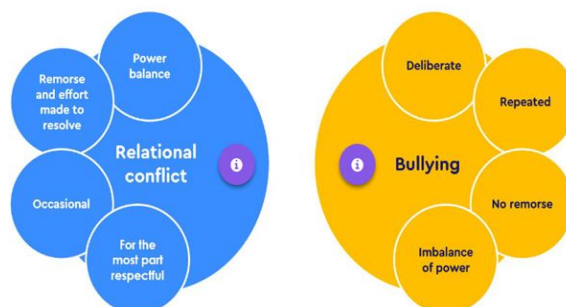 Power
balance
Remorse
and effort
made to
resolve
Relational
conflict
Occasional
For the
most part
respectful
Deliberate
Repeated
Bullying
No remorse
Imbalance
of power